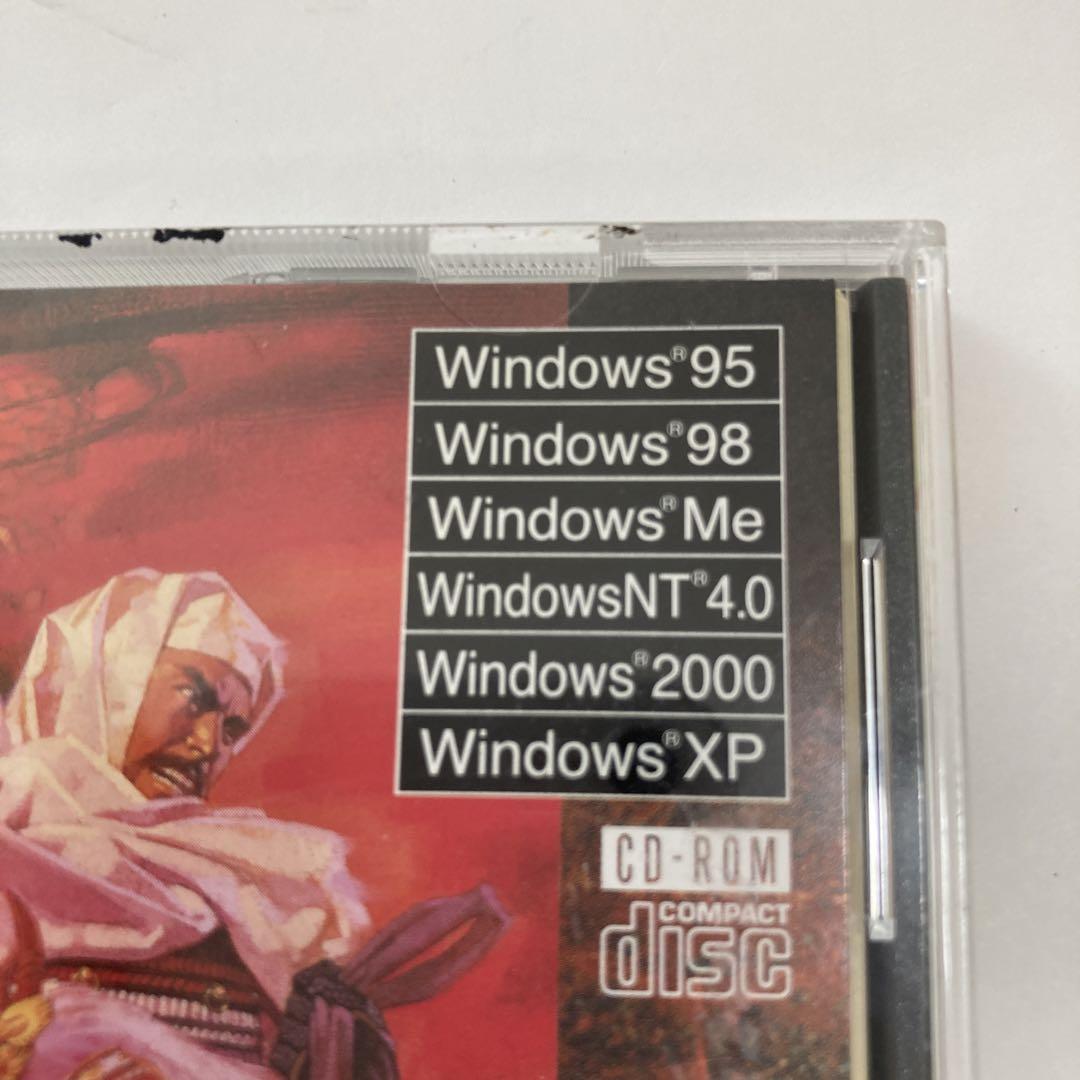 Windows®95
Windows®98
Windows®Me
WindowsNT®4.0
Windows®2000
Windows®XP
CD-ROM
COMPACT
disc